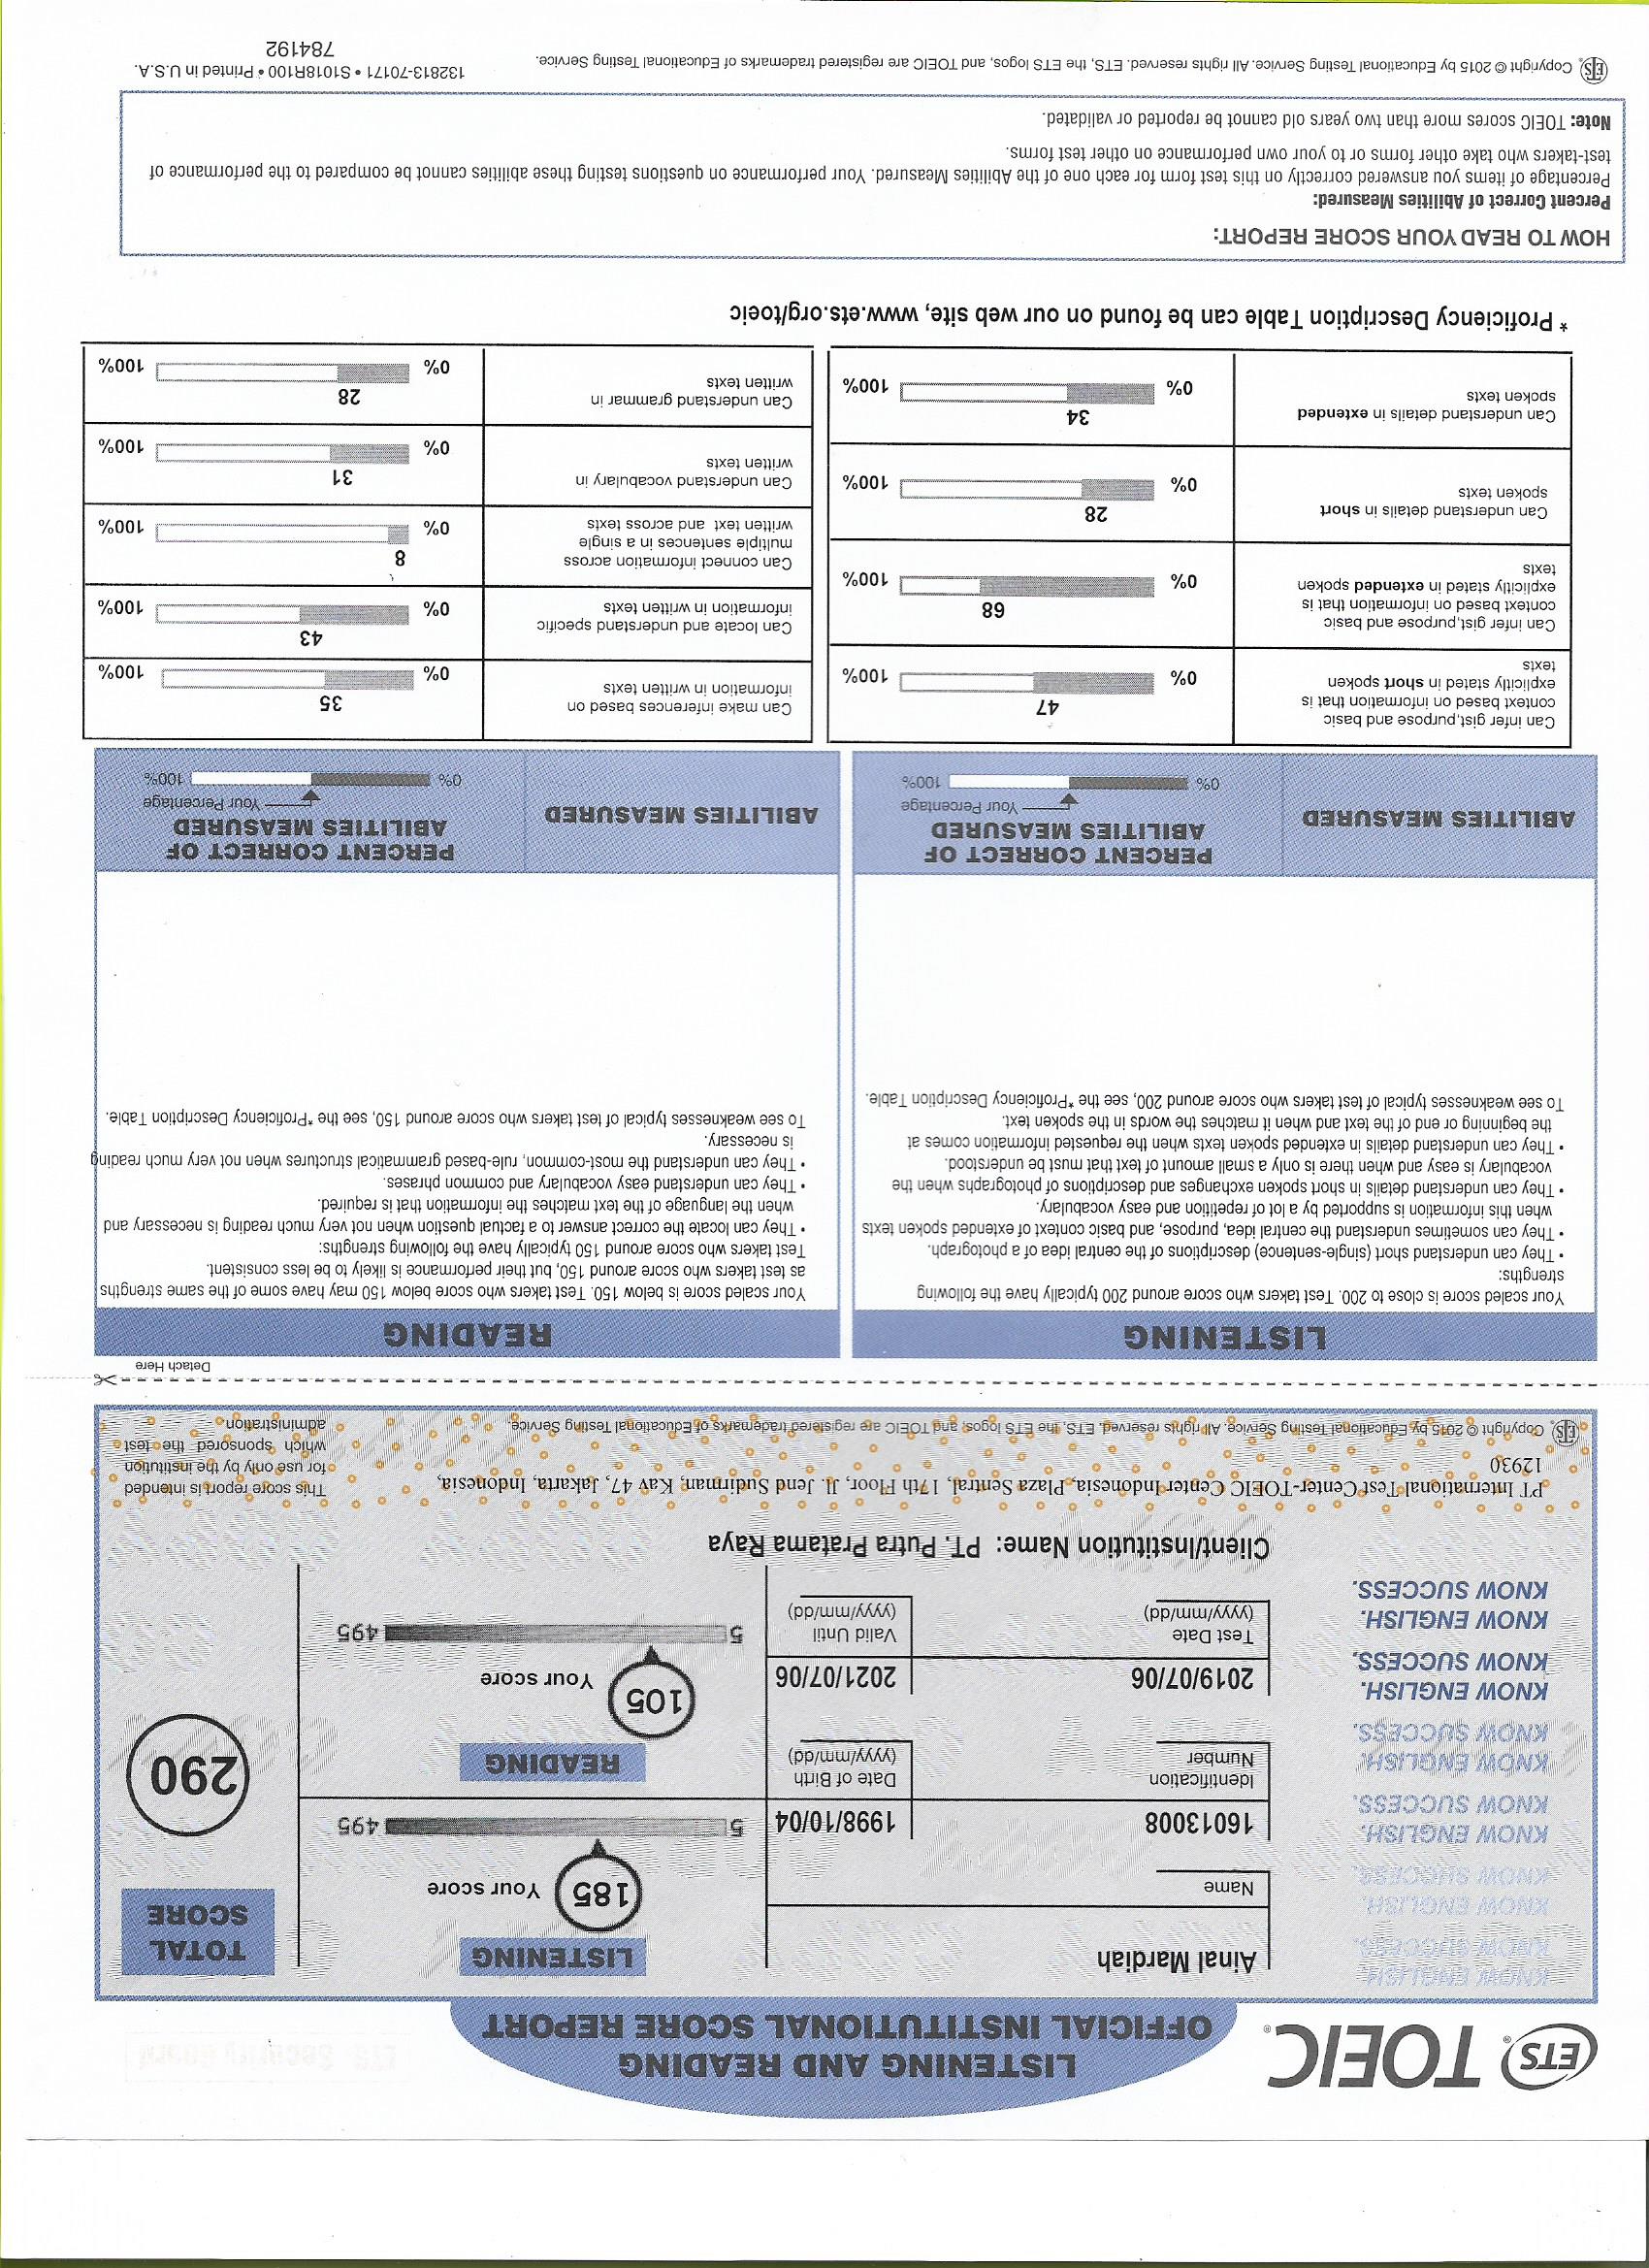 ETS® TOEIC®
LISTENING AND READING
OFFICIAL INSTITUTIONAL SCORE REPORT
ETS Security Guard
KNOW ENGLISH.
KNOW SUCCESS.
KNOW ENGLISH.
KNOW SUCCESS.
KNOW ENGLISH.
KNOW SUCCESS.
KNOW ENGLISH.
KNOW SUCCESS.
KNOW ENGLISH.
KNOW SUCCESS.
KNOW ENGLISH.
KNOW SUCCESS.
Ainal Mardiah
Name
16013008
Identification
Number
1998/10/04
Date of Birth
(yyyy/mm/dd)
2019/07/06
Test Date
(yyyy/mm/dd)
2021/07/06
Valid Until
(yyyy/mm/dd)
LISTENING
185 Your score
5 495
READING
105 Your score
5 495
TOTAL
SCORE
290
Client/Institution Name: PT. Putra Pratama Raya
PT International Test Center-TOEIC Center Indonesia, Plaza Sentral, 17th Floor, Jl. Jend Sudirman, Kav 47, Jakarta, Indonesia,
12930
ETS® Copyright © 2015 by Educational Testing Service. All rights reserved. ETS, the ETS logos, and TOEIC are registered trademarks of Educational Testing Service.
This score report is intended
for use only by the institution
which sponsored the test
administration.
Detach Here
LISTENING
Your scaled score is close to 200. Test takers who score around 200 typically have the following
strengths:
• They can understand short (single-sentence) descriptions of the central idea of a photograph.
• They can sometimes understand the central idea, purpose, and basic context of extended spoken texts
when this information is supported by a lot of repetition and easy vocabulary.
• They can understand details in short spoken exchanges and descriptions of photographs when the
vocabulary is easy and when there is only a small amount of text that must be understood.
• They can understand details in extended spoken texts when the requested information comes at
the beginning or end of the text and when it matches the words in the spoken text.
To see weaknesses typical of test takers who score around 200, see the *Proficiency Description Table.
READING
Your scaled score is below 150. Test takers who score below 150 may have some of the same strengths
as test takers who score around 150, but their performance is likely to be less consistent.
Test takers who score around 150 typically have the following strengths:
• They can locate the correct answer to a factual question when not very much reading is necessary and
when the language of the text matches the information that is required.
• They can understand easy vocabulary and common phrases.
• They can understand the most-common, rule-based grammatical structures when not very much reading
is necessary.
To see weaknesses typical of test takers who score around 150, see the *Proficiency Description Table.
ABILITIES MEASURED
PERCENT CORRECT OF
ABILITIES MEASURED
Your Percentage
0% 100%
Can infer gist,purpose and basic
context based on information that is
explicitly stated in short spoken
texts
47
0% 100%
Can infer gist,purpose and basic
context based on information that is
explicitly stated in extended spoken
texts
68
0% 100%
Can understand details in short
spoken texts
28
0% 100%
Can understand details in extended
spoken texts
34
0% 100%
ABILITIES MEASURED
PERCENT CORRECT OF
ABILITIES MEASURED
Your Percentage
0% 100%
Can make inferences based on
information in written texts
35
0% 100%
Can locate and understand specific
information in written texts
43
0% 100%
Can connect information across
multiple sentences in a single
written text and across texts
8
0% 100%
Can understand vocabulary in
written texts
31
0% 100%
Can understand grammar in
written texts
28
0% 100%
* Proficiency Description Table can be found on our web site, www.ets.org/toeic
HOW TO READ YOUR SCORE REPORT:
Percent Correct of Abilities Measured:
Percentage of items you answered correctly on this test form for each one of the Abilities Measured. Your performance on questions testing these abilities cannot be compared to the performance of
test-takers who take other forms or to your own performance on other test forms.
Note: TOEIC scores more than two years old cannot be reported or validated.
ETS® Copyright © 2015 by Educational Testing Service. All rights reserved. ETS, the ETS logos, and TOEIC are registered trademarks of Educational Testing Service.
132813-70171 • S1018R100 • Printed in U.S.A.
784192